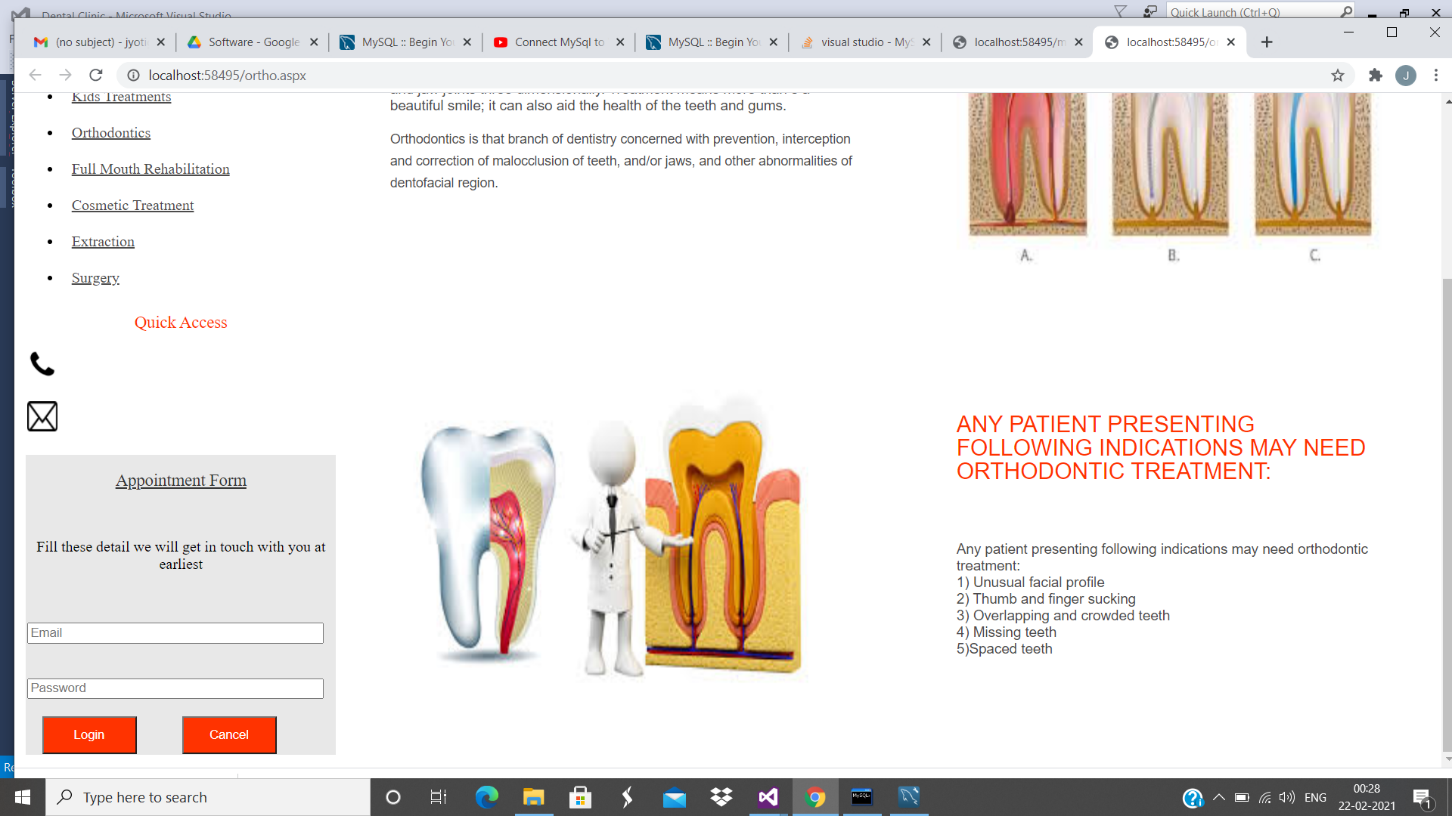 Dental Clinic - Microsoft Visual Studio
Quick Launch (Ctrl+Q)
(no subject) - jyoti
Software - Google
MySQL :: Begin Yo
Connect MySql to
MySQL :: Begin You
visual studio - MyS
localhost:58495/m
localhost:58495/o
localhost:58495/ortho.aspx
J
Kids Treatments
Orthodontics
Full Mouth Rehabilitation
Cosmetic Treatment
Extraction
Surgery
Quick Access
Appointment Form
Fill these detail we will get in touch with you at
earliest
Email
Password
Login
Cancel
beautiful smile; it can also aid the health of the teeth and gums.
Orthodontics is that branch of dentistry concerned with prevention, interception
and correction of malocclusion of teeth, and/or jaws, and other abnormalities of
dentofacial region.
A.
B.
C.
ANY PATIENT PRESENTING
FOLLOWING INDICATIONS MAY NEED
ORTHODONTIC TREATMENT:
Any patient presenting following indications may need orthodontic
treatment:
1) Unusual facial profile
2) Thumb and finger sucking
3) Overlapping and crowded teeth
4) Missing teeth
5)Spaced teeth
Re
Type here to search
ENG
00:28
22-02-2021
1